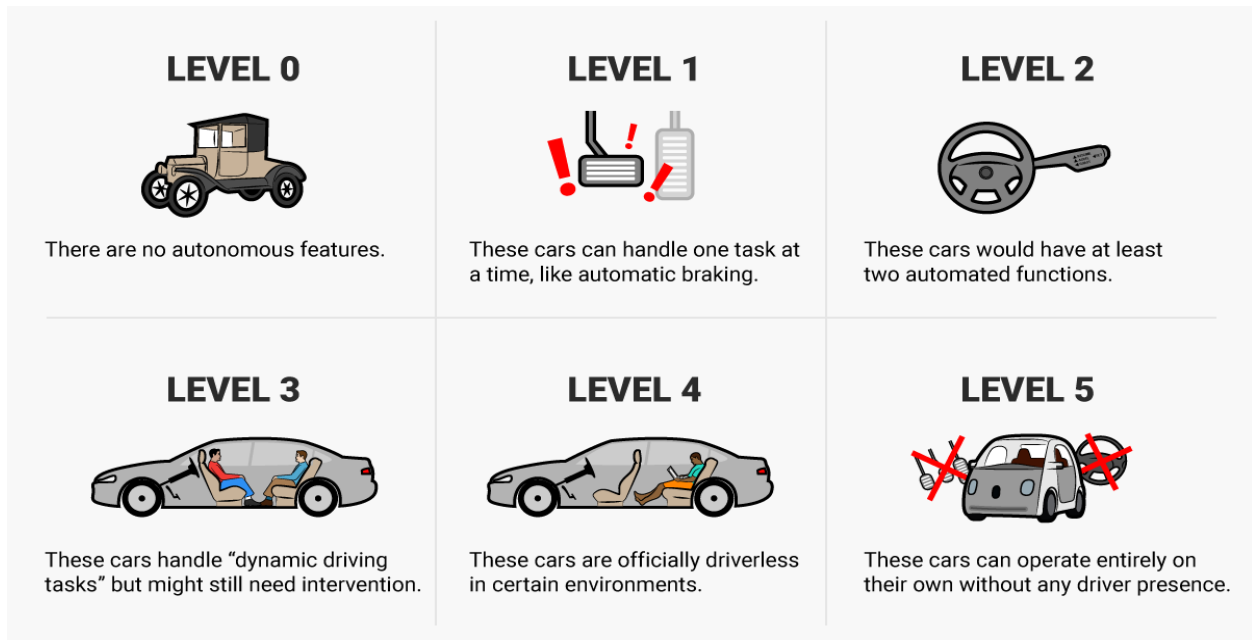 LEVEL 0
There are no autonomous features.
LEVEL 1
These cars can handle one task at
a time, like automatic braking.
LEVEL 2
These cars would have at least
two automated functions.
LEVEL 3
These cars handle “dynamic driving
tasks” but might still need intervention.
LEVEL 4
These cars are officially driverless
in certain environments.
LEVEL 5
These cars can operate entirely on
their own without any driver presence.